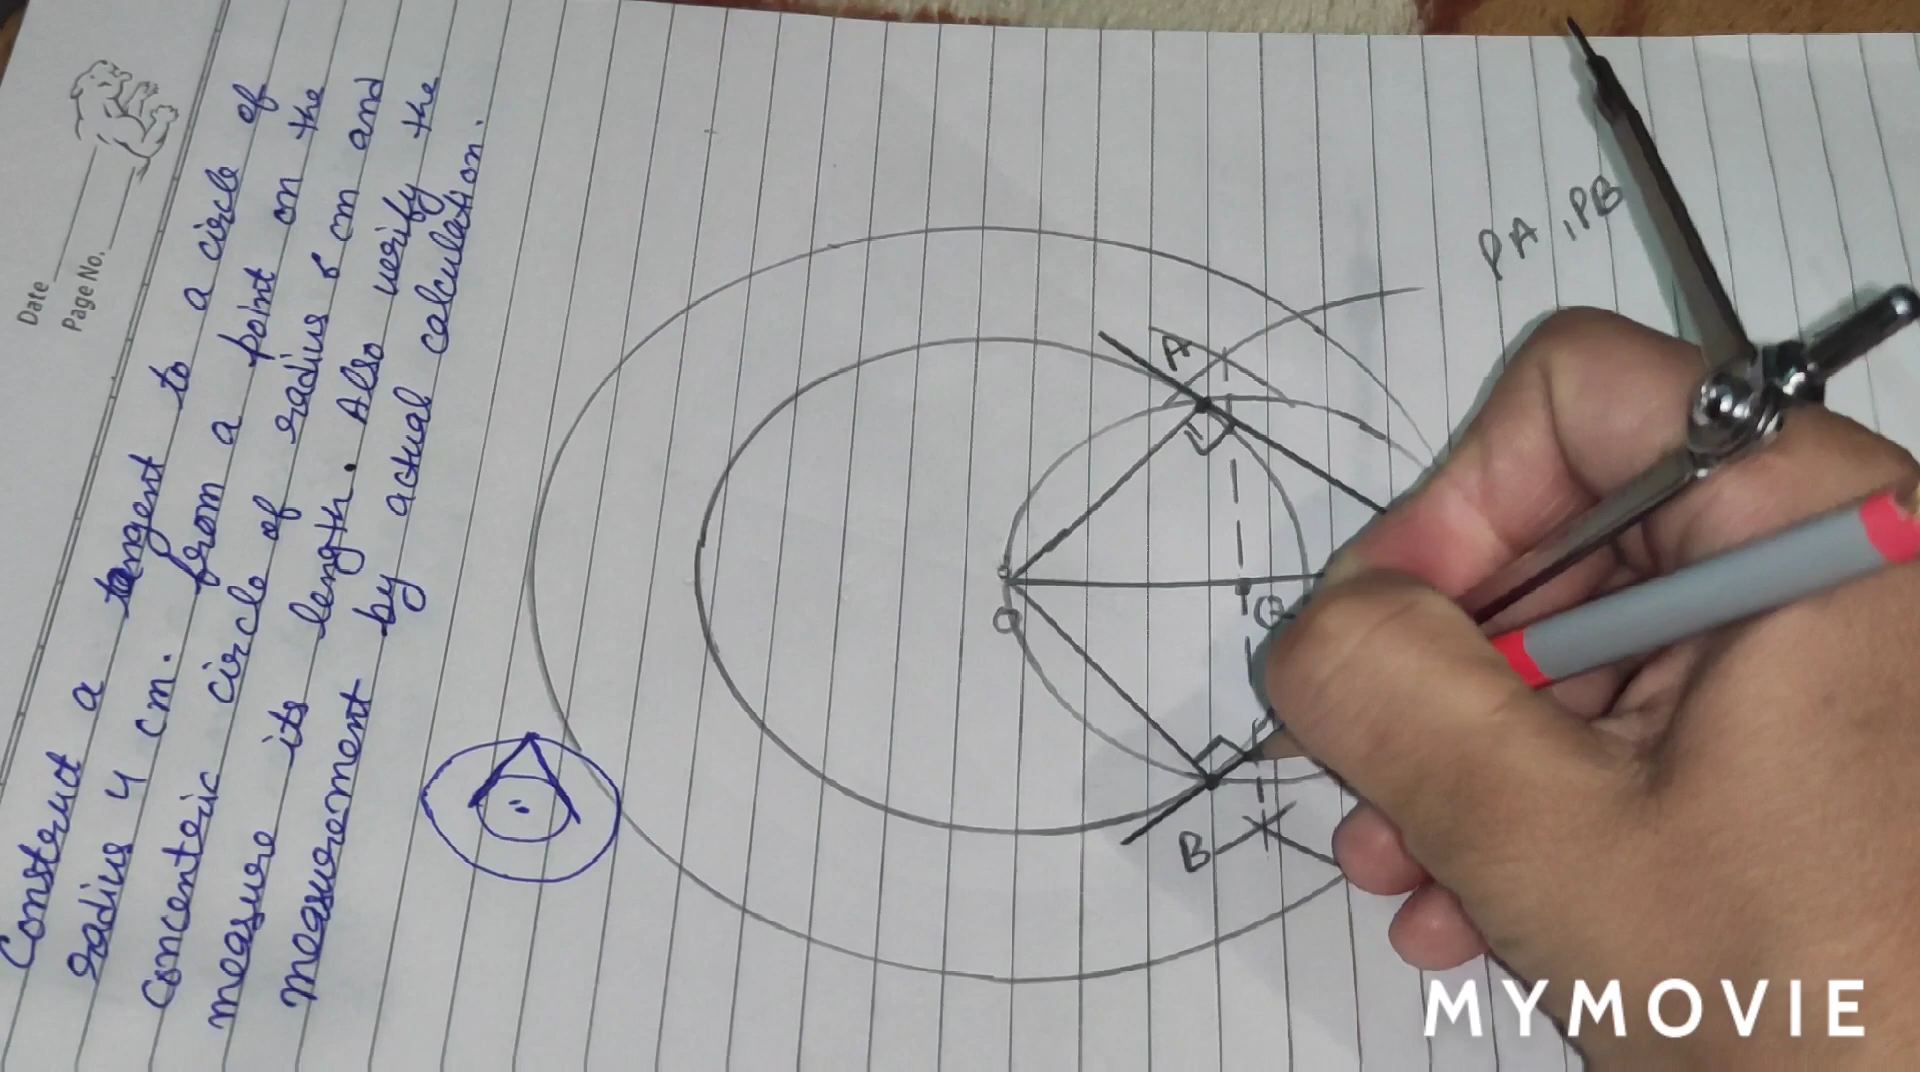 Date
Page No.
Construct a tangent to a circle of
radius 4 cm. from a point on the
concentric circle of radius 6 cm and
measure its length. Also verify the
measurement by actual calculation.
PA, PB
A
O
Q
B
MYMOVIE